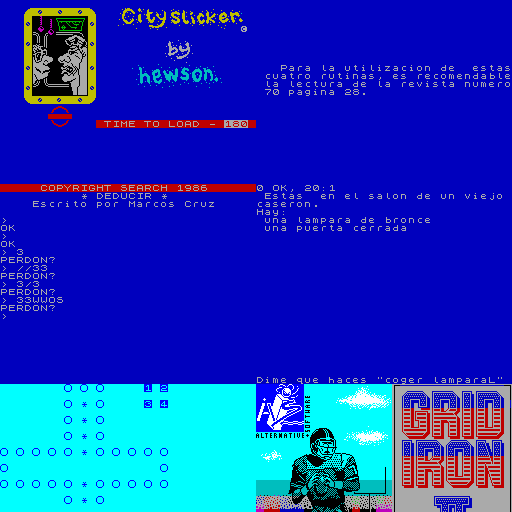 City slicker
©
by
hewson.
TIME TO LOAD - 180
COPYRIGHT SEARCH 1986
Para la utilizacion de estas
cuatro rutinas, es recomendable
la lectura de la revista numero
70 pagina 28.
0 OK, 20:1
* DEDUCIR *
Escrito por Marcos Cruz
>
OK
>
OK
> 3
PERDON?
> //33
PERDON?
> 3/3
PERDON?
> 33WWOS
PERDON?
>
Estas en el salon de un viejo
caseron.
Hay:
una lampara de bronce
una puerta cerrada
Dime que haces "coger lamparaL"
O * O 1 2
O * O 3 4
O * O
O * O
O O O O O * O O O O O
O O
O O O O O * O O O O O
O * O
ALTERNATIVE
SOFTWARE
GRID
IRON
II